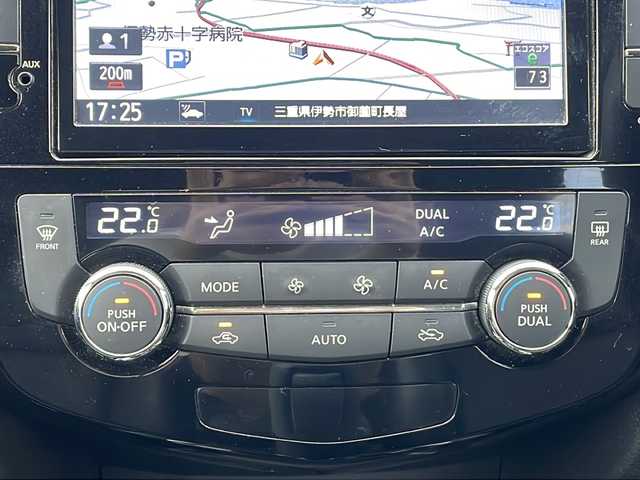 文
伊勢赤十字病院
1
エコスコア
AUX
P
200m
7.3
17:25
TV
三重県伊勢市御薗町長屋
22.0℃
DUAL
A/C
22.0℃
FRONT
REAR
MODE
A/C
PUSH
ON·OFF
AUTO
PUSH
DUAL